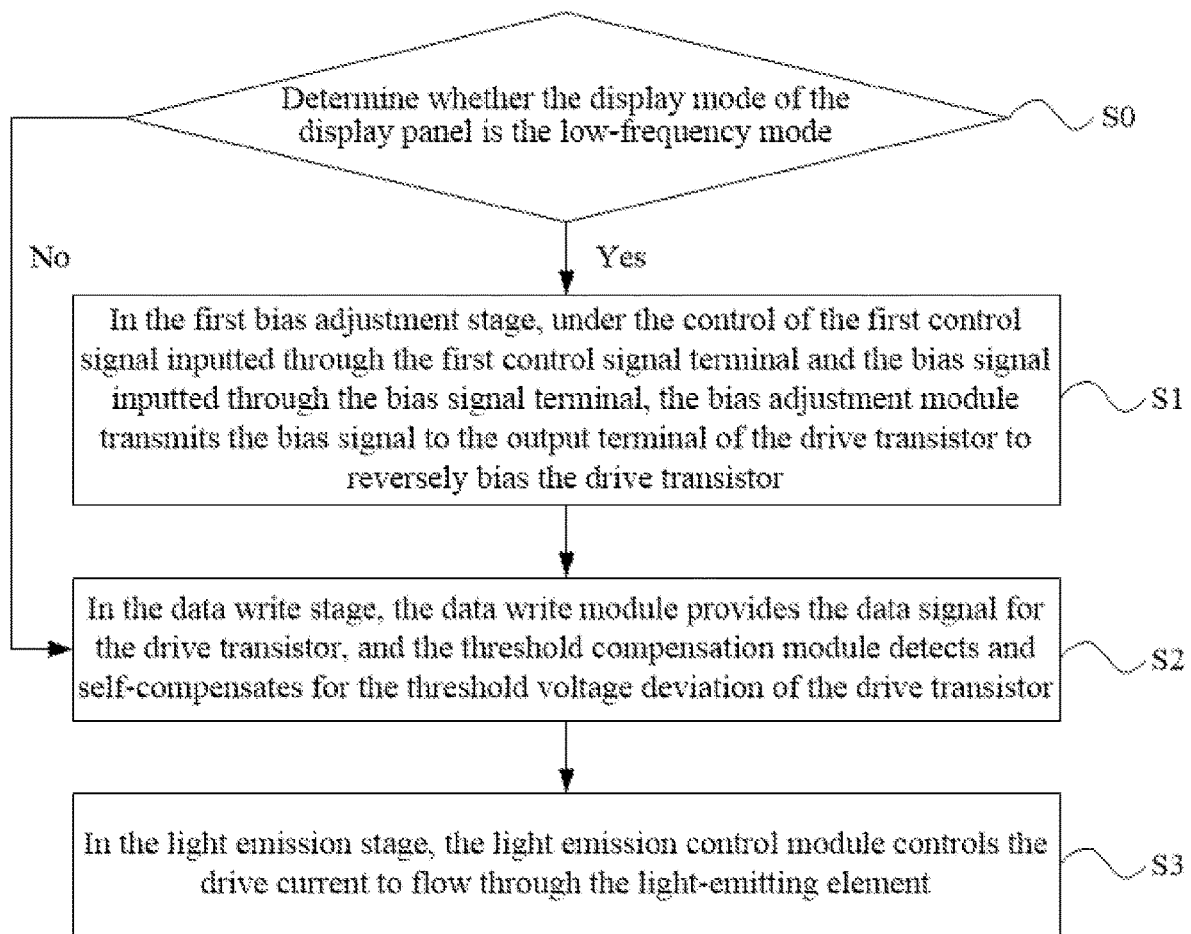 Determine whether the display mode of the
display panel is the low-frequency mode
S0
No
Yes
In the first bias adjustment stage, under the control of the first control
signal inputted through the first control signal terminal and the bias signal
inputted through the bias signal terminal, the bias adjustment module
transmits the bias signal to the output terminal of the drive transistor to
reversely bias the drive transistor
S1
In the data write stage, the data write module provides the data signal for
the drive transistor, and the threshold compensation module detects and
self-compensates for the threshold voltage deviation of the drive transistor
S2
In the light emission stage, the light emission control module controls the
drive current to flow through the light-emitting element
S3